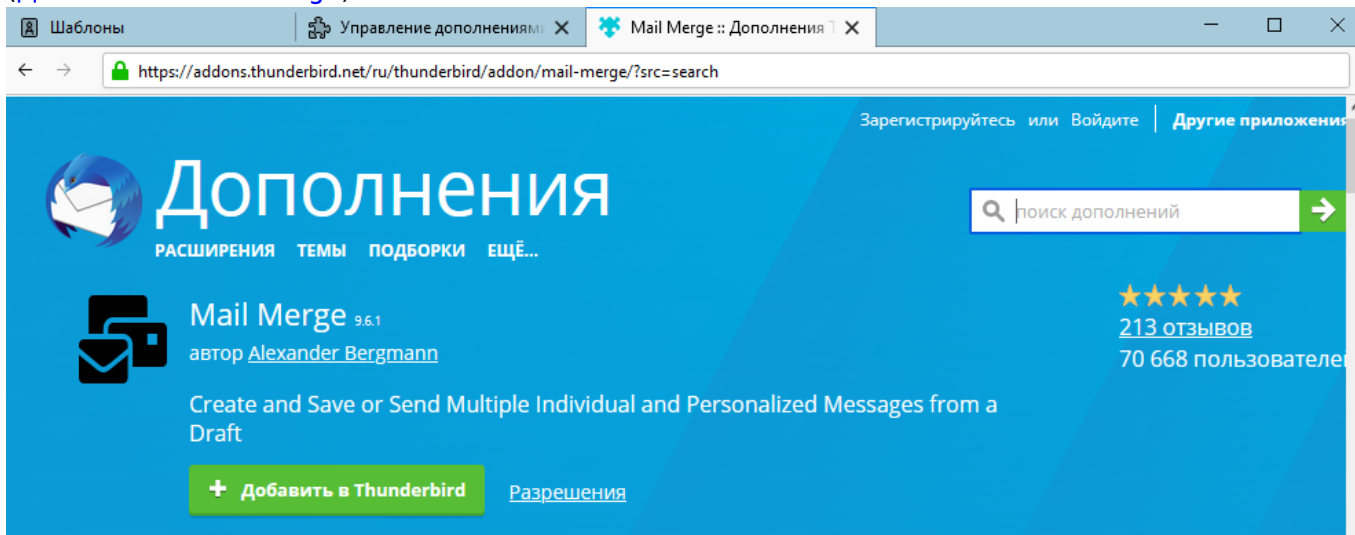 Шаблоны
Управление дополнениям
Mail Merge :: Дополнения T
https://addons.thunderbird.net/ru/thunderbird/addon/mail-merge/?src=search
Зарегистрируйтесь или Войдите | Другие приложения
Дополнения
поиск дополнений
РАСШИРЕНИЯ ТЕМЫ ПОДБОРКИ ЕЩЁ...
Mail Merge 9.6.1
автор Alexander Bergmann
213 отзывов
70 668 пользователе
Create and Save or Send Multiple Individual and Personalized Messages from a
Draft
+ Добавить в Thunderbird
Разрешения